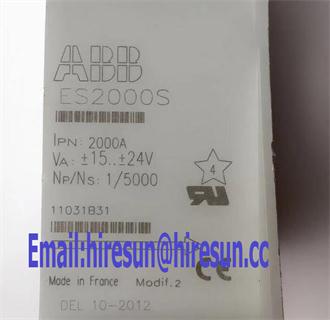 ABB
ES2000S
IPN: 2000A
VA: ±15..±24V
NP/NS: 1/5000
4
11031831
Email:hiresun@hiresun.cc
Made in France Modif.2
CE
DEL 10-2012